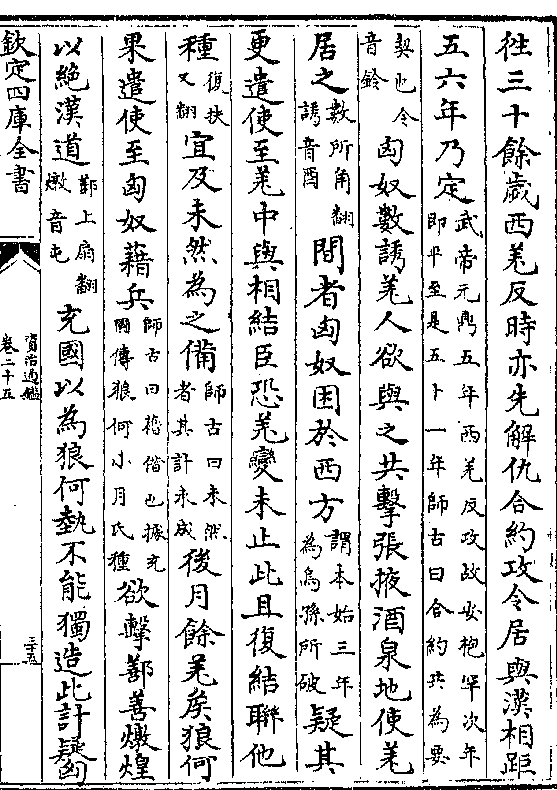 往三十餘歲西羌反時亦先解仇合約攻令居與漢相距
五六年乃定武帝元鼎五年西羌反攻故安枹罕次年即平至是五十一年師古曰合約共為要
契也令音鈴匈奴數誘羌人欲與之共擊張掖酒泉地使羌
居之數所角翻誘音酉間者匈奴困於西方謂本始三年為烏孫所破疑其
更遣使至羌中與相結臣恐羌變未止此且復結聯他
種復扶又翻宜及未然為之備師古曰未然者其計未成後月餘羌矦狼何
果遣使至匈奴藉兵師古曰藉借也據充國傳狼何小月氏種欲擊鄯善燉煌
以絶漢道鄯上扇翻燉音屯充國以為狼何埶不能獨造此計疑匈
欽定四庫全書
資治通鑑
卷二十五
三十五